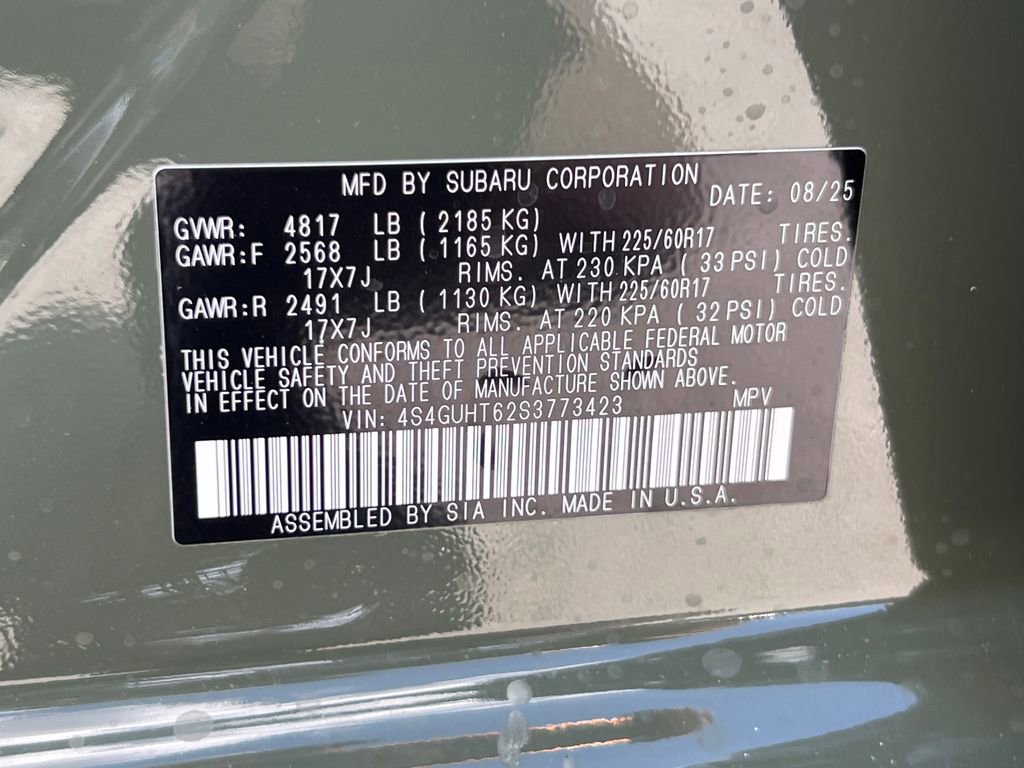 MFD BY SUBARU CORPORATION DATE: 08/25
GVWR: 4817 LB ( 2185 KG)
GAWR:F 2568 LB ( 1165 KG) WITH 225/60R17 TIRES.
17X7J RIMS. AT 230 KPA ( 33 PSI) COLD
GAWR:R 2491 LB ( 1130 KG) WITH 225/60R17 TIRES.
17X7J RIMS. AT 220 KPA ( 32 PSI) COLD
THIS VEHICLE CONFORMS TO ALL APPLICABLE FEDERAL MOTOR
VEHICLE SAFETY AND THEFT PREVENTION STANDARDS
IN EFFECT ON THE DATE OF MANUFACTURE SHOWN ABOVE.
VIN: 4S4GUHT62S3773423 MPV
ASSEMBLED BY SIA INC. MADE IN U.S.A.